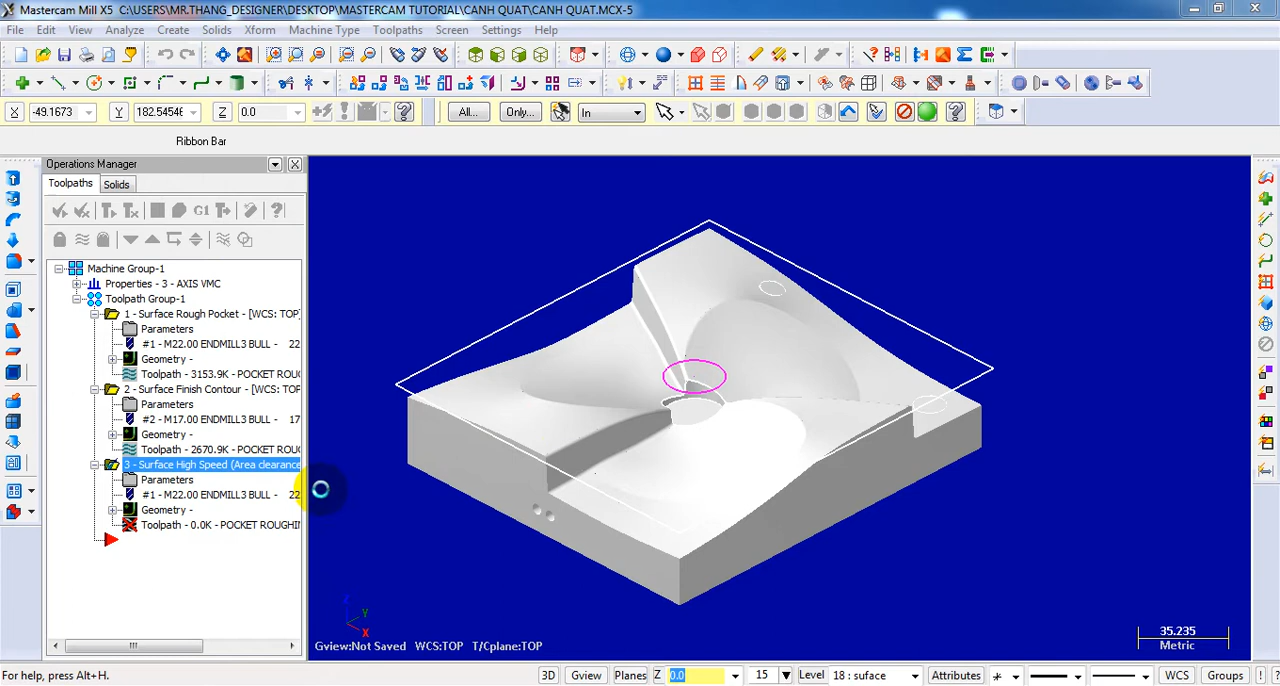 Mastercam Mill X5 C:\USERS\MR.THANG_DESIGNER\DESKTOP\MASTERCAM TUTORIAL\CANH QUAT\CANH QUAT.MCX-5
File Edit View Analyze Create Solids Xform Machine Type Toolpaths Screen Settings Help
X -49.1673 Y 182.54546 Z 0.0 All... Only... In
Ribbon Bar
Operations Manager
Toolpaths Solids
G1
Machine Group-1
Properties - 3 - AXIS VMC
Toolpath Group-1
1 - Surface Rough Pocket - [WCS: TOP]
Parameters
#1 - M22.00 ENDMILL3 BULL - 22
Geometry -
Toolpath - 3153.9K - POCKET ROUG
2 - Surface Finish Contour - [WCS: TOP
Parameters
#2 - M17.00 ENDMILL3 BULL - 17
Geometry -
Toolpath - 2670.9K - POCKET ROUG
3 - Surface High Speed (Area clearance
Parameters
#1 - M22.00 ENDMILL3 BULL - 22
Geometry -
Toolpath - 0.0K - POCKET ROUGHIN
Z
Y
X
Gview:Not Saved WCS:TOP T/Cplane:TOP
35.235
Metric
For help, press Alt+H.
3D Gview Planes Z 0.0 15 Level 18 : suface Attributes WCS Groups